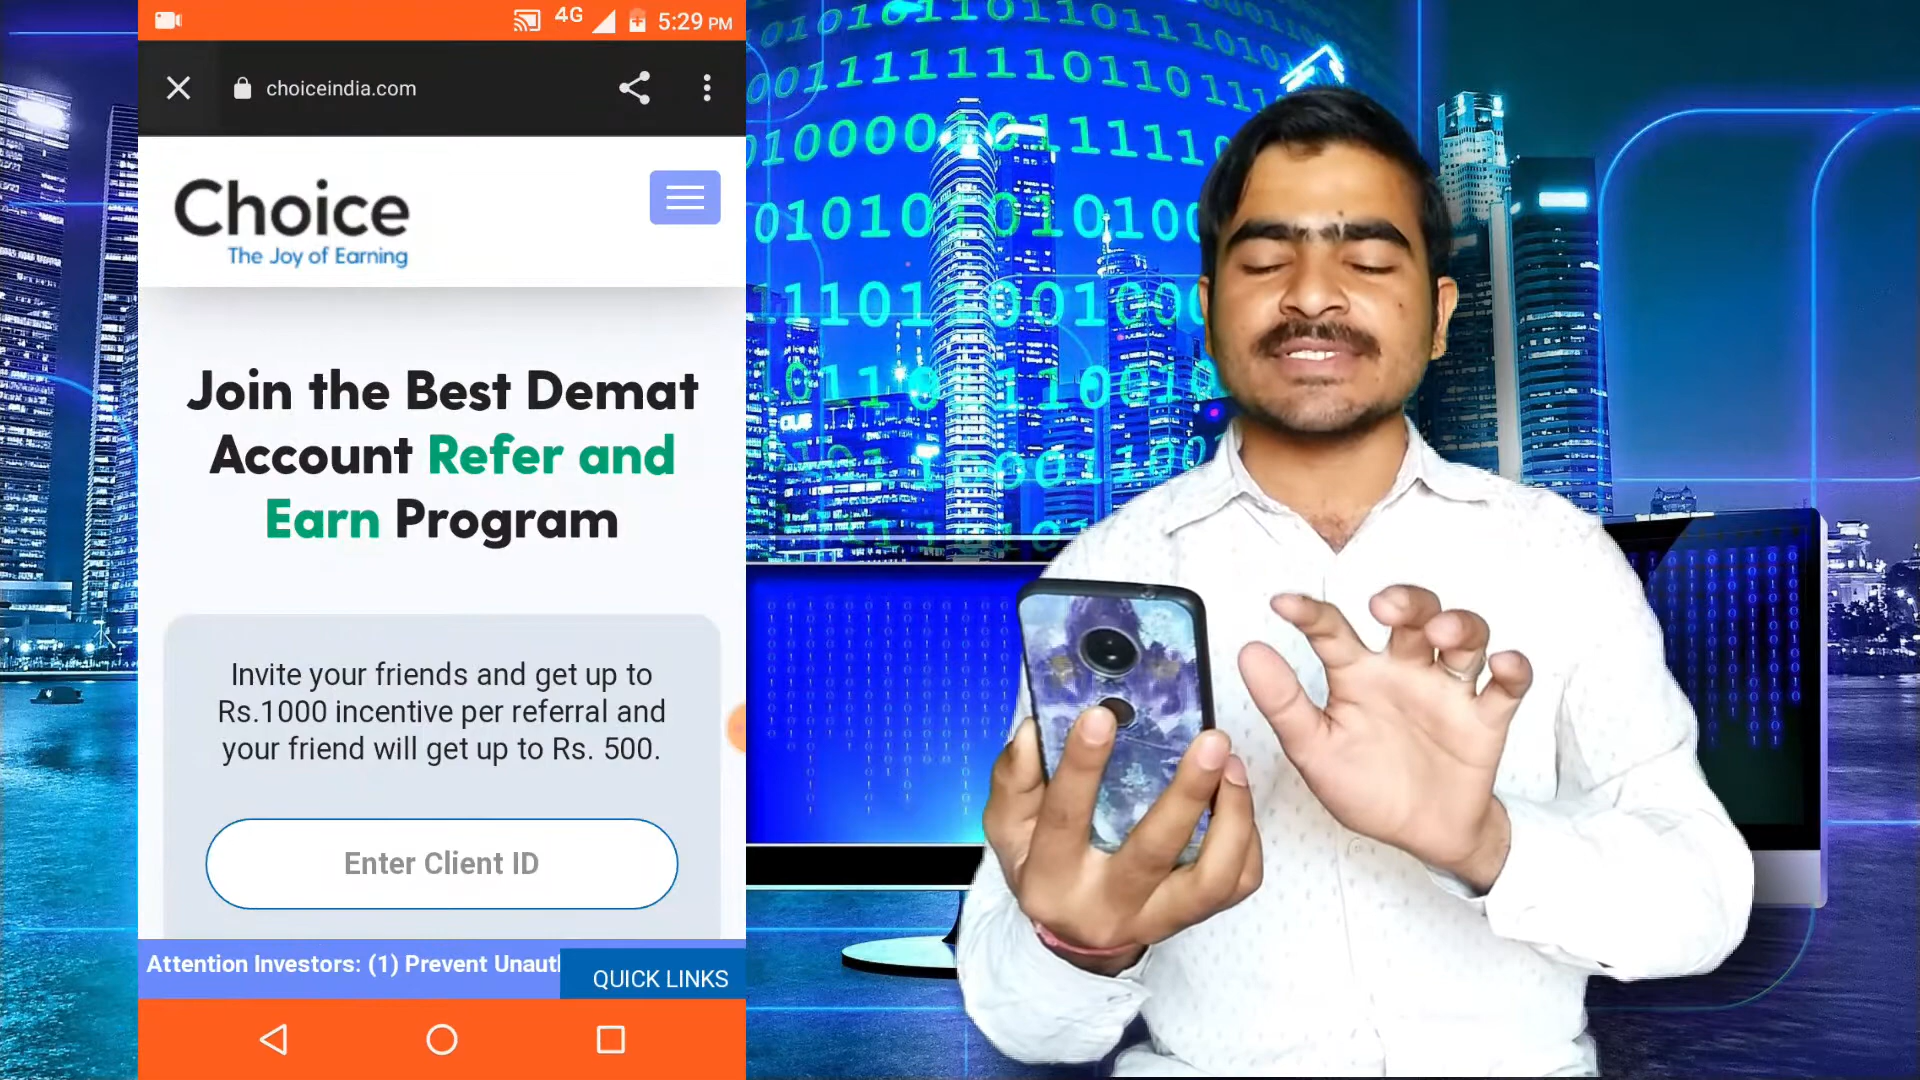 4G 5:29 PM
choiceindia.com
Choice
The Joy of Earning
Join the Best Demat
Account Refer and
Earn Program
Invite your friends and get up to
Rs.1000 incentive per referral and
your friend will get up to Rs. 500.
Enter Client ID
Attention Investors: (1) Prevent
QUICK LINKS